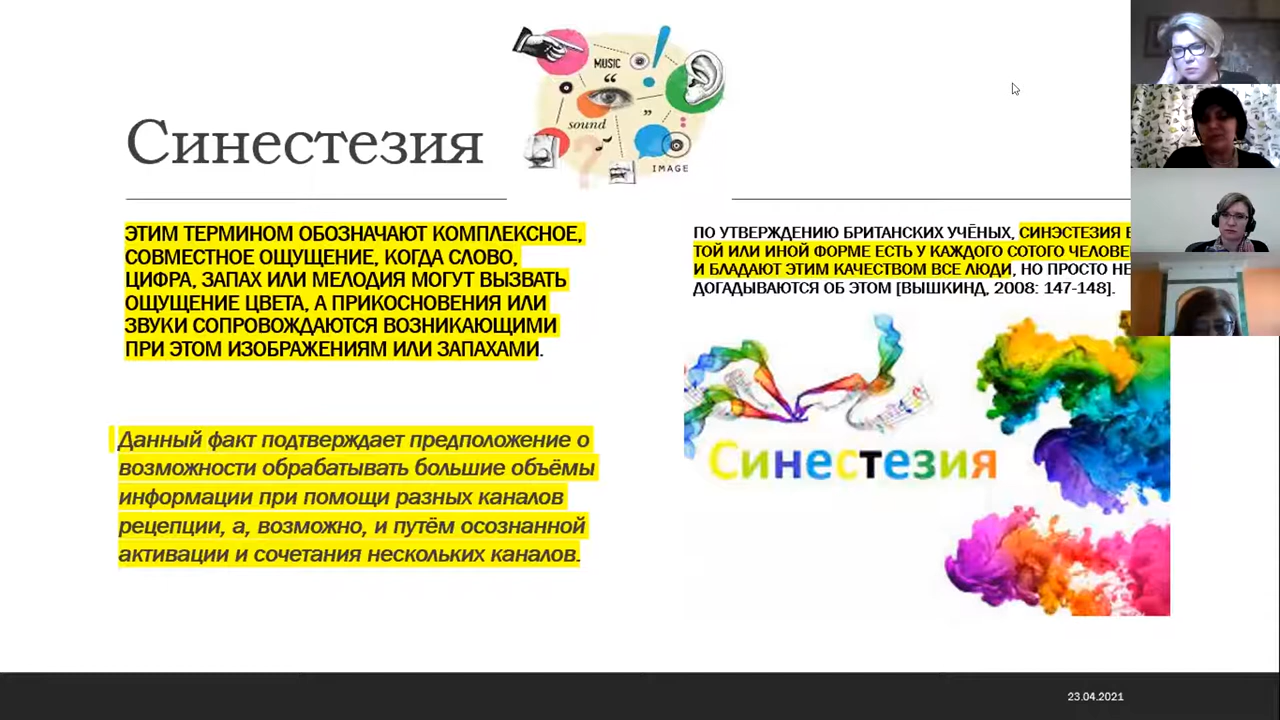 Синестезия
MUSIC
sound
IMAGE
ЭТИМ ТЕРМИНОМ ОБОЗНАЧАЮТ КОМПЛЕКСНОЕ,
СОВМЕСТНОЕ ОЩУЩЕНИЕ, КОГДА СЛОВО,
ЦИФРА, ЗАПАХ ИЛИ МЕЛОДИЯ МОГУТ ВЫЗВАТЬ
ОЩУЩЕНИЕ ЦВЕТА, А ПРИКОСНОВЕНИЯ ИЛИ
ЗВУКИ СОПРОВОЖДАЮТСЯ ВОЗНИКАЮЩИМИ
ПРИ ЭТОМ ИЗОБРАЖЕНИЯМ ИЛИ ЗАПАХАМИ.
Данный факт подтверждает предположение о
возможности обрабатывать большие объёмы
информации при помощи разных каналов
рецепции, а, возможно, и путём осознанной
активации и сочетания нескольких каналов.
ПО УТВЕРЖДЕНИЮ БРИТАНСКИХ УЧЁНЫХ, СИНЭСТЕЗИЯ
ТОЙ ИЛИ ИНОЙ ФОРМЕ ЕСТЬ У КАЖДОГО СОТОГО
И БЛАДАЮТ ЭТИМ КАЧЕСТВОМ ВСЕ ЛЮДИ, НО ПРОСТО НЕ
ДОГАДЫВАЮТСЯ ОБ ЭТОМ [ВЫШКИНД, 2008: 147-148].
Синестезия
23.04.2021